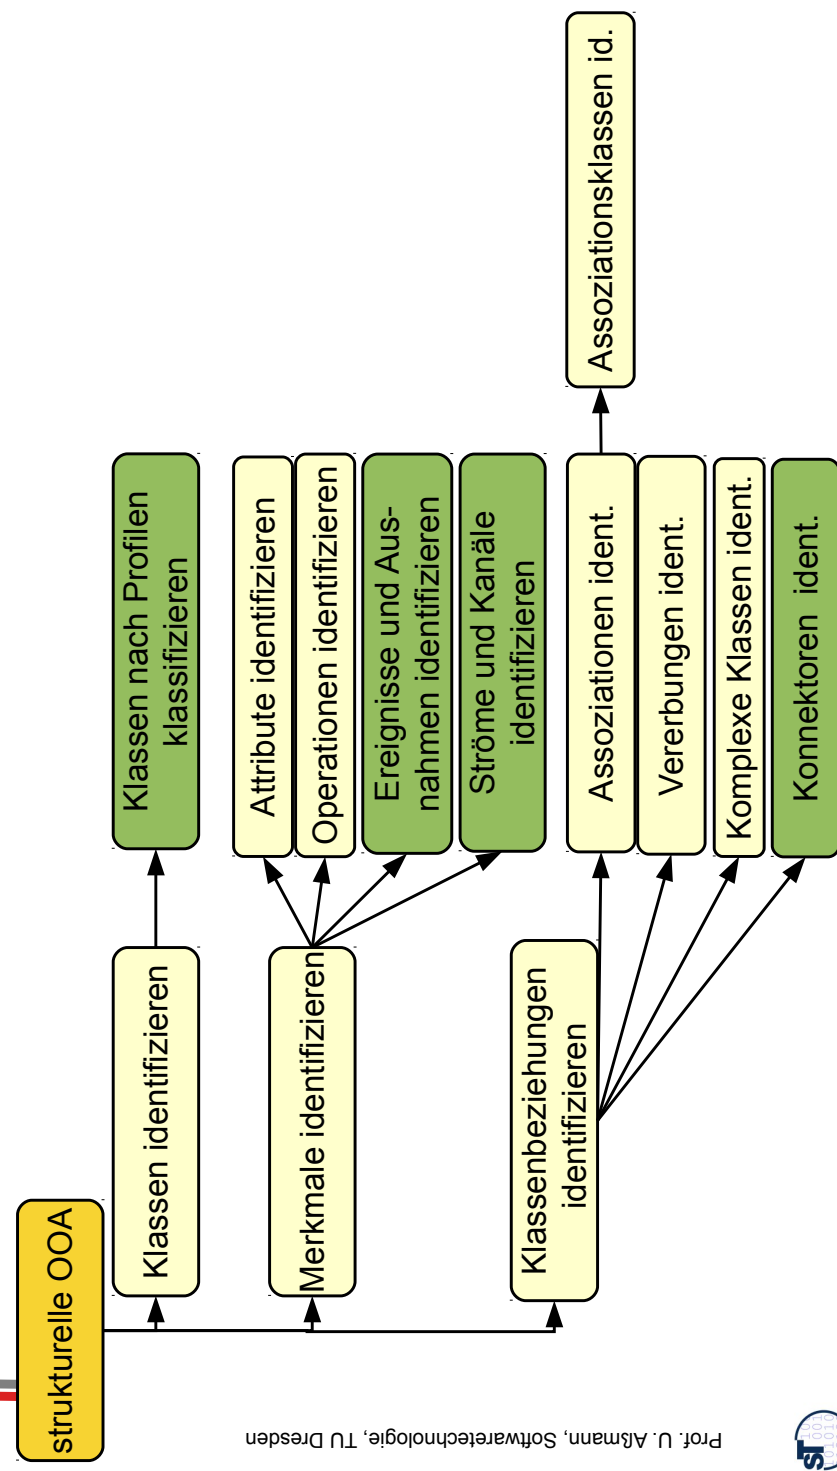 strukturelle OOA
Klassen identifizieren
Klassen nach Profilen
klassifizieren
Merkmale identifizieren
Attribute identifizieren
Operationen identifizieren
Ereignisse und Aus-
nahmen identifizieren
Ströme und Kanäle
identifizieren
Klassenbeziehungen
identifizieren
Assoziationen ident.
Assoziationsklassen id.
Vererbungen ident.
Komplexe Klassen ident.
Konnektoren ident.
Prof. U. Aßmann, Softwaretechnologie, TU Dresden
ST